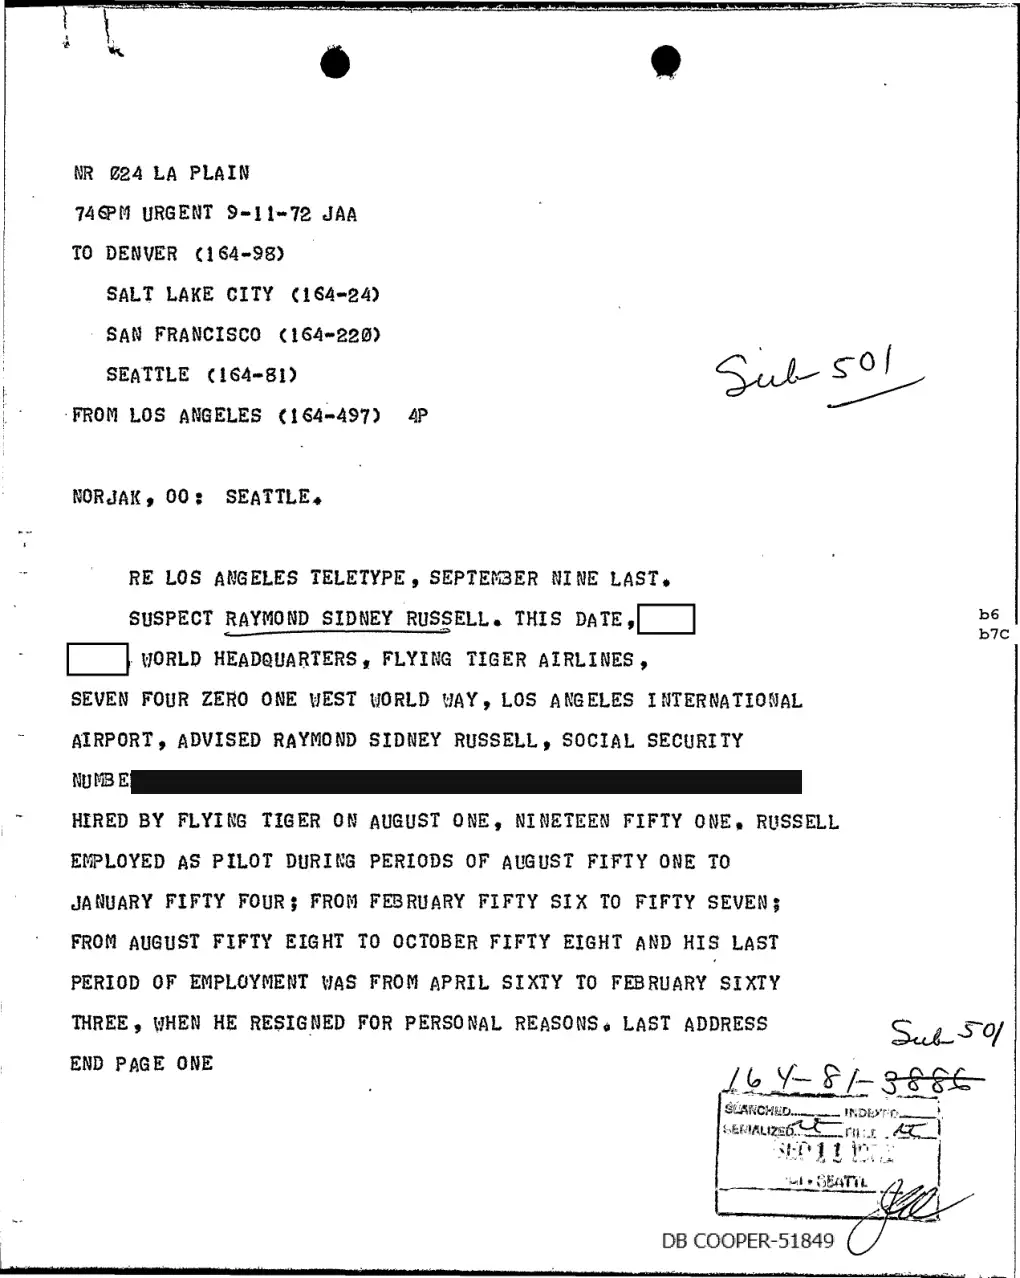 NR 024 LA PLAIN
746PM URGENT 9-11-72 JAA
TO DENVER (164-98)
SALT LAKE CITY (164-24)
SAN FRANCISCO (164-220)
SEATTLE (164-81)
Sub 501
FROM LOS ANGELES (164-497) 4P
NORJAK, OO: SEATTLE.
RE LOS ANGELES TELETYPE, SEPTEMBER NINE LAST.
SUSPECT RAYMOND SIDNEY RUSSELL. THIS DATE,
b6
b7C
WORLD HEADQUARTERS, FLYING TIGER AIRLINES,
SEVEN FOUR ZERO ONE WEST WORLD WAY, LOS ANGELES INTERNATIONAL
AIRPORT, ADVISED RAYMOND SIDNEY RUSSELL, SOCIAL SECURITY
NUMBE
HIRED BY FLYING TIGER ON AUGUST ONE, NINETEEN FIFTY ONE. RUSSELL
EMPLOYED AS PILOT DURING PERIODS OF AUGUST FIFTY ONE TO
JANUARY FIFTY FOUR; FROM FEBRUARY FIFTY SIX TO FIFTY SEVEN;
FROM AUGUST FIFTY EIGHT TO OCTOBER FIFTY EIGHT AND HIS LAST
PERIOD OF EMPLOYMENT WAS FROM APRIL SIXTY TO FEBRUARY SIXTY
THREE, WHEN HE RESIGNED FOR PERSONAL REASONS. LAST ADDRESS
END PAGE ONE
Sub 501
164-81-3886
SEARCHED INDEXED
SERIALIZED FILED
SEP 11 1972
SEATTLE
DB COOPER-51849